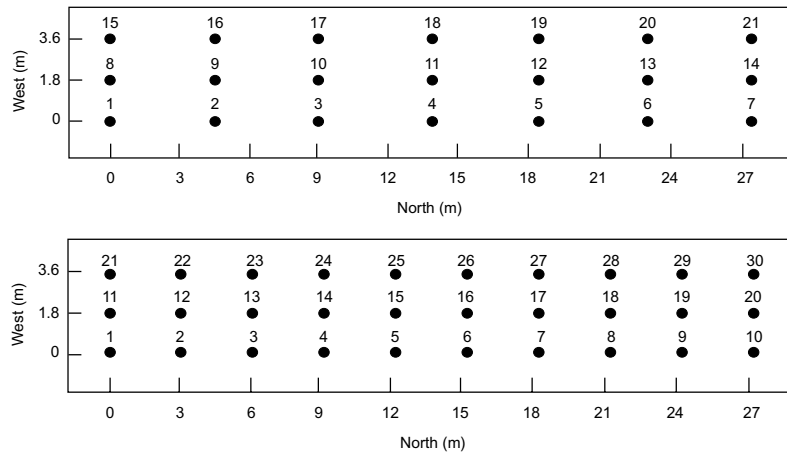 15 16 17 18 19 20 21
3.6
8 9 10 11 12 13 14
1.8
1 2 3 4 5 6 7
0
West (m)
0 3 6 9 12 15 18 21 24 27
North (m)
21 22 23 24 25 26 27 28 29 30
3.6
11 12 13 14 15 16 17 18 19 20
1.8
1 2 3 4 5 6 7 8 9 10
0
West (m)
0 3 6 9 12 15 18 21 24 27
North (m)